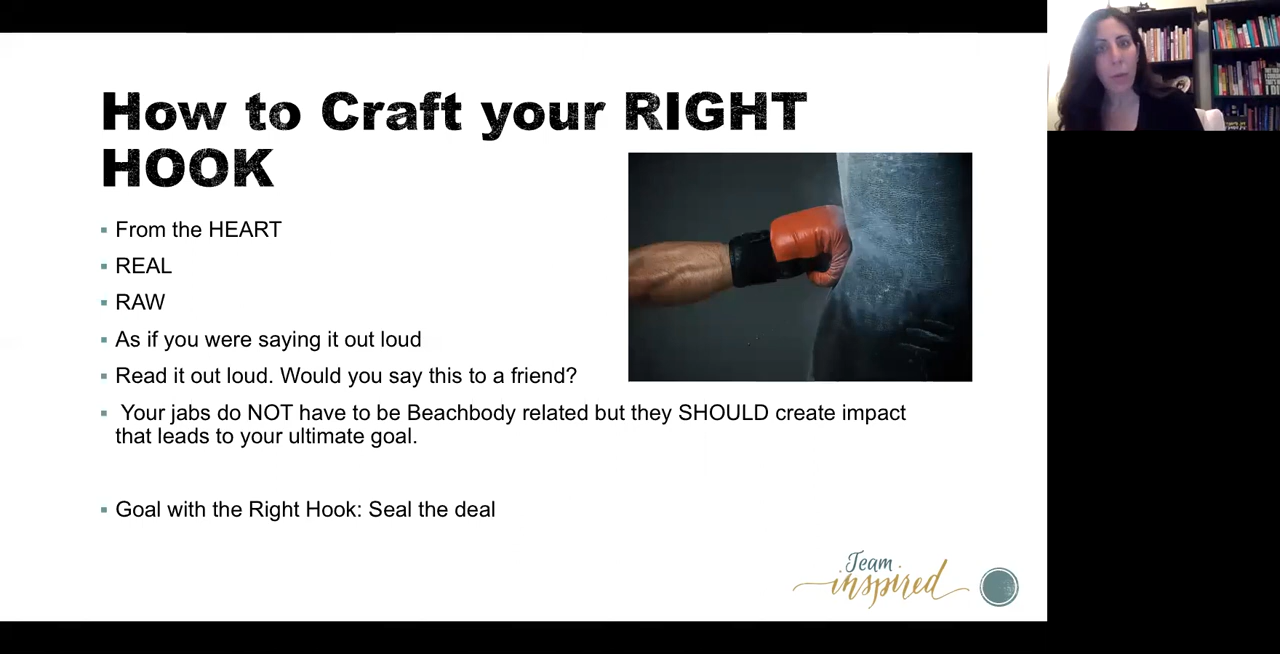 How to Craft your RIGHT
HOOK
From the HEART
REAL
RAW
As if you were saying it out loud
Read it out loud. Would you say this to a friend?
Your jabs do NOT have to be Beachbody related but they SHOULD create impact
that leads to your ultimate goal.
Goal with the Right Hook: Seal the deal
Team
inspired